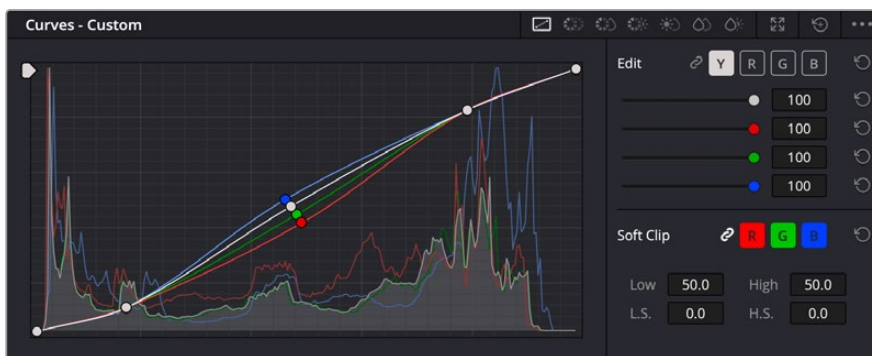 Curves - Custom
Edit Y R G B
100
100
100
100
Soft Clip R G B
Low 50.0 High 50.0
L.S. 0.0 H.S. 0.0